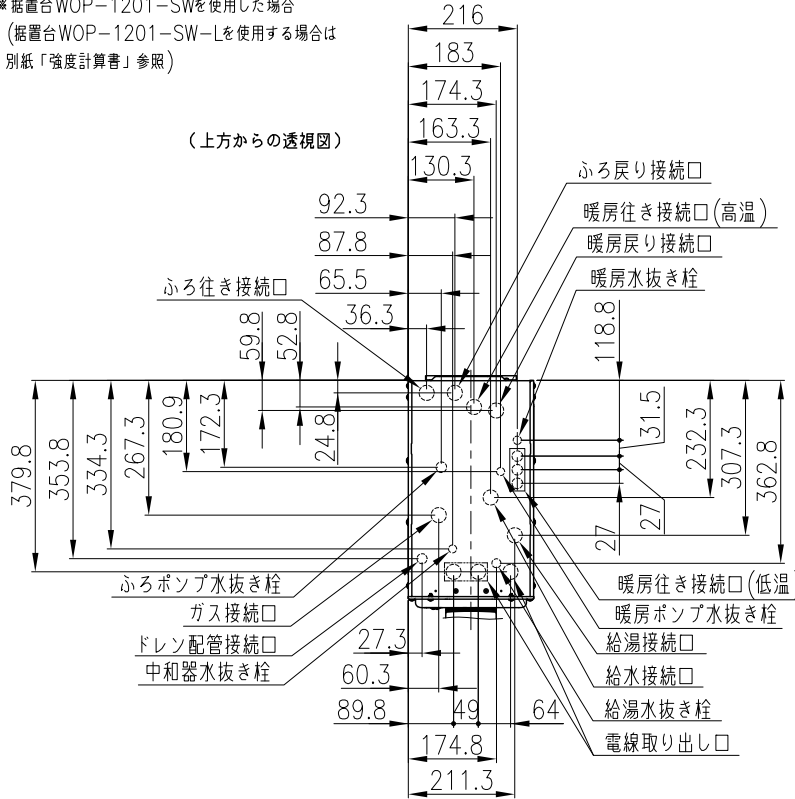 ※据置台WOP−1201−SWを使用した場合
(据置台WOP−1201−SW−Lを使用する場合は
別紙「強度計算書」参照)
(上方からの透視図)
216
183
174.3
163.3
130.3
92.3
87.8
65.5
36.3
ふろ戻り接続口
暖房往き接続口(高温)
暖房戻り接続口
暖房水抜き栓
ふろ往き接続口
59.8
52.8
24.8
118.8
379.8
353.8
334.3
267.3
180.9
172.3
31.5
27
27
232.3
307.3
362.8
ふろポンプ水抜き栓
ガス接続口
ドレン配管接続口
中和器水抜き栓
暖房往き接続口(低温)
暖房ポンプ水抜き栓
給湯接続口
給水接続口
給湯水抜き栓
電線取り出し口
27.3
60.3
89.8
49
64
174.8
211.3